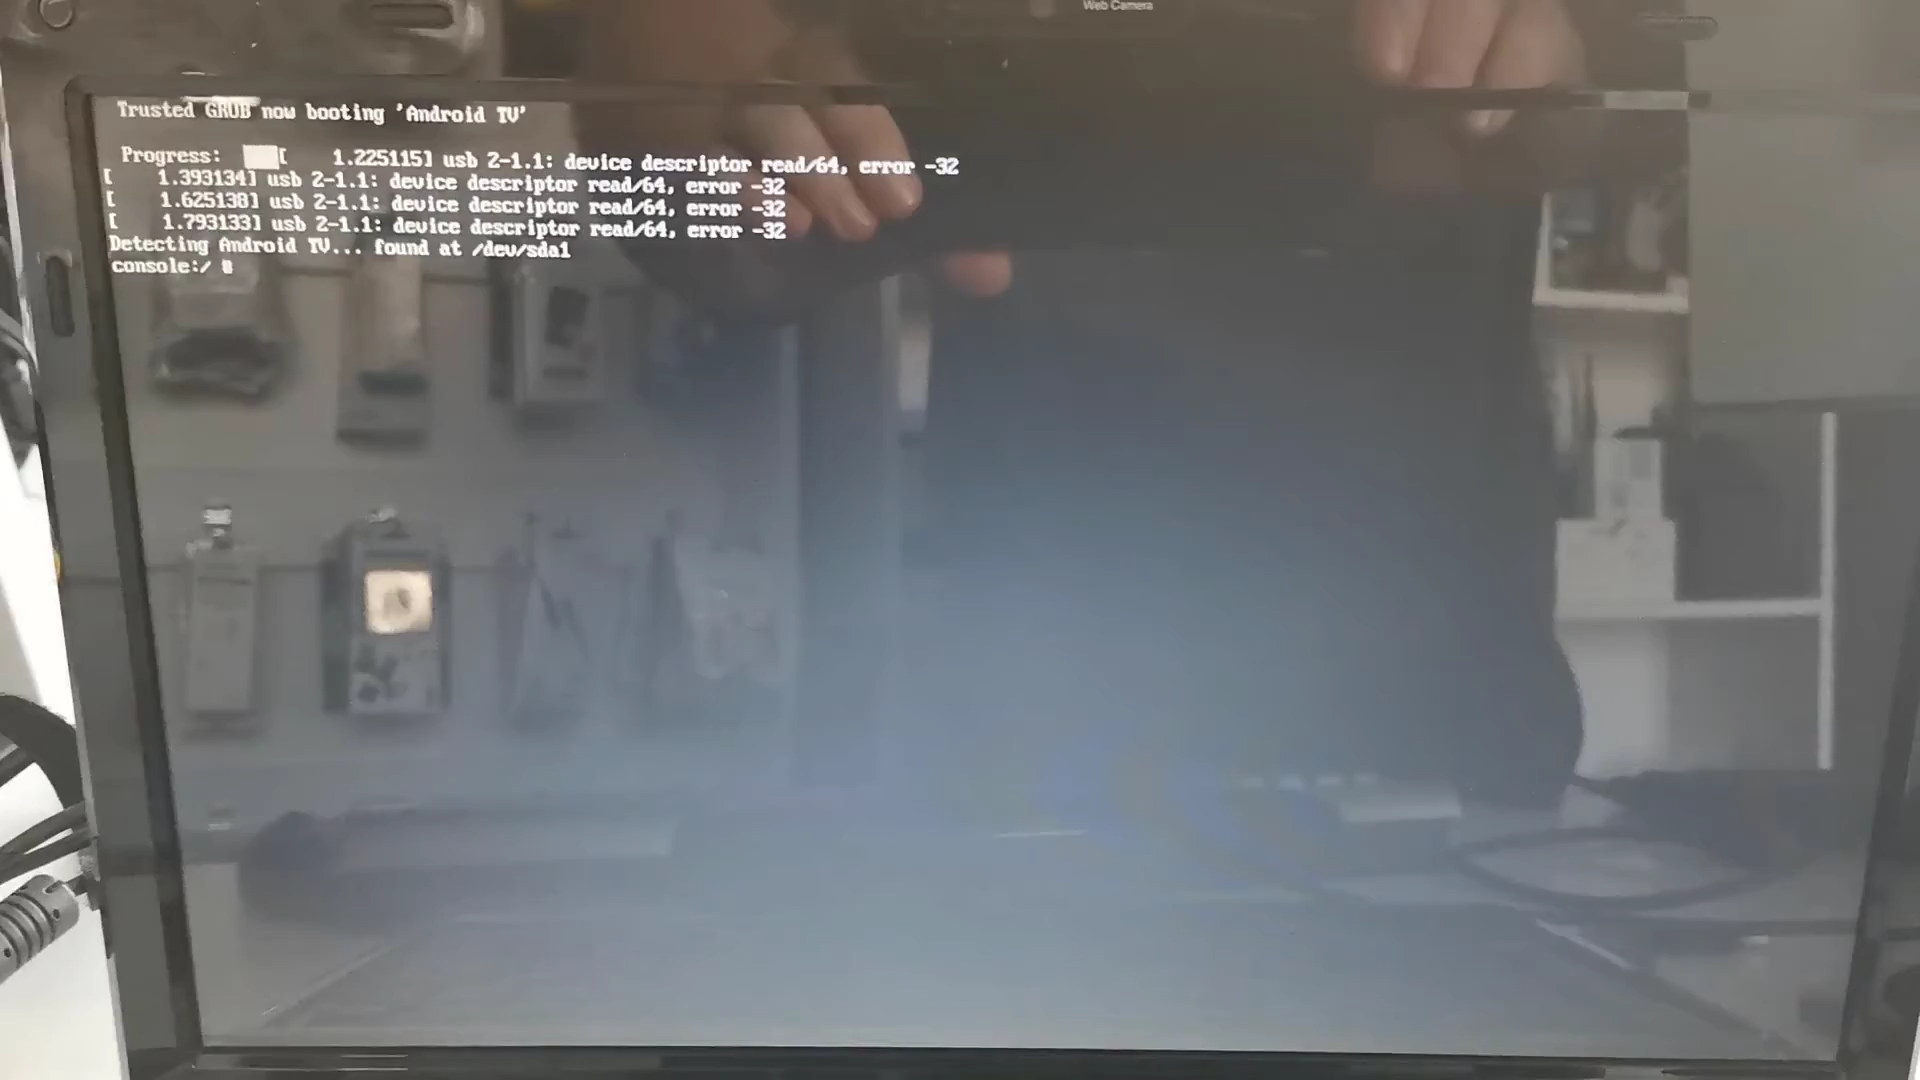 Web Camera
Trusted GRUB now booting 'Android TV'
Progress: [ 1.225115] usb 2-1.1: device descriptor read/64, error -32
[ 1.393134] usb 2-1.1: device descriptor read/64, error -32
[ 1.625138] usb 2-1.1: device descriptor read/64, error -32
[ 1.793133] usb 2-1.1: device descriptor read/64, error -32
Detecting Android TV... found at /dev/sda1
console:/ #